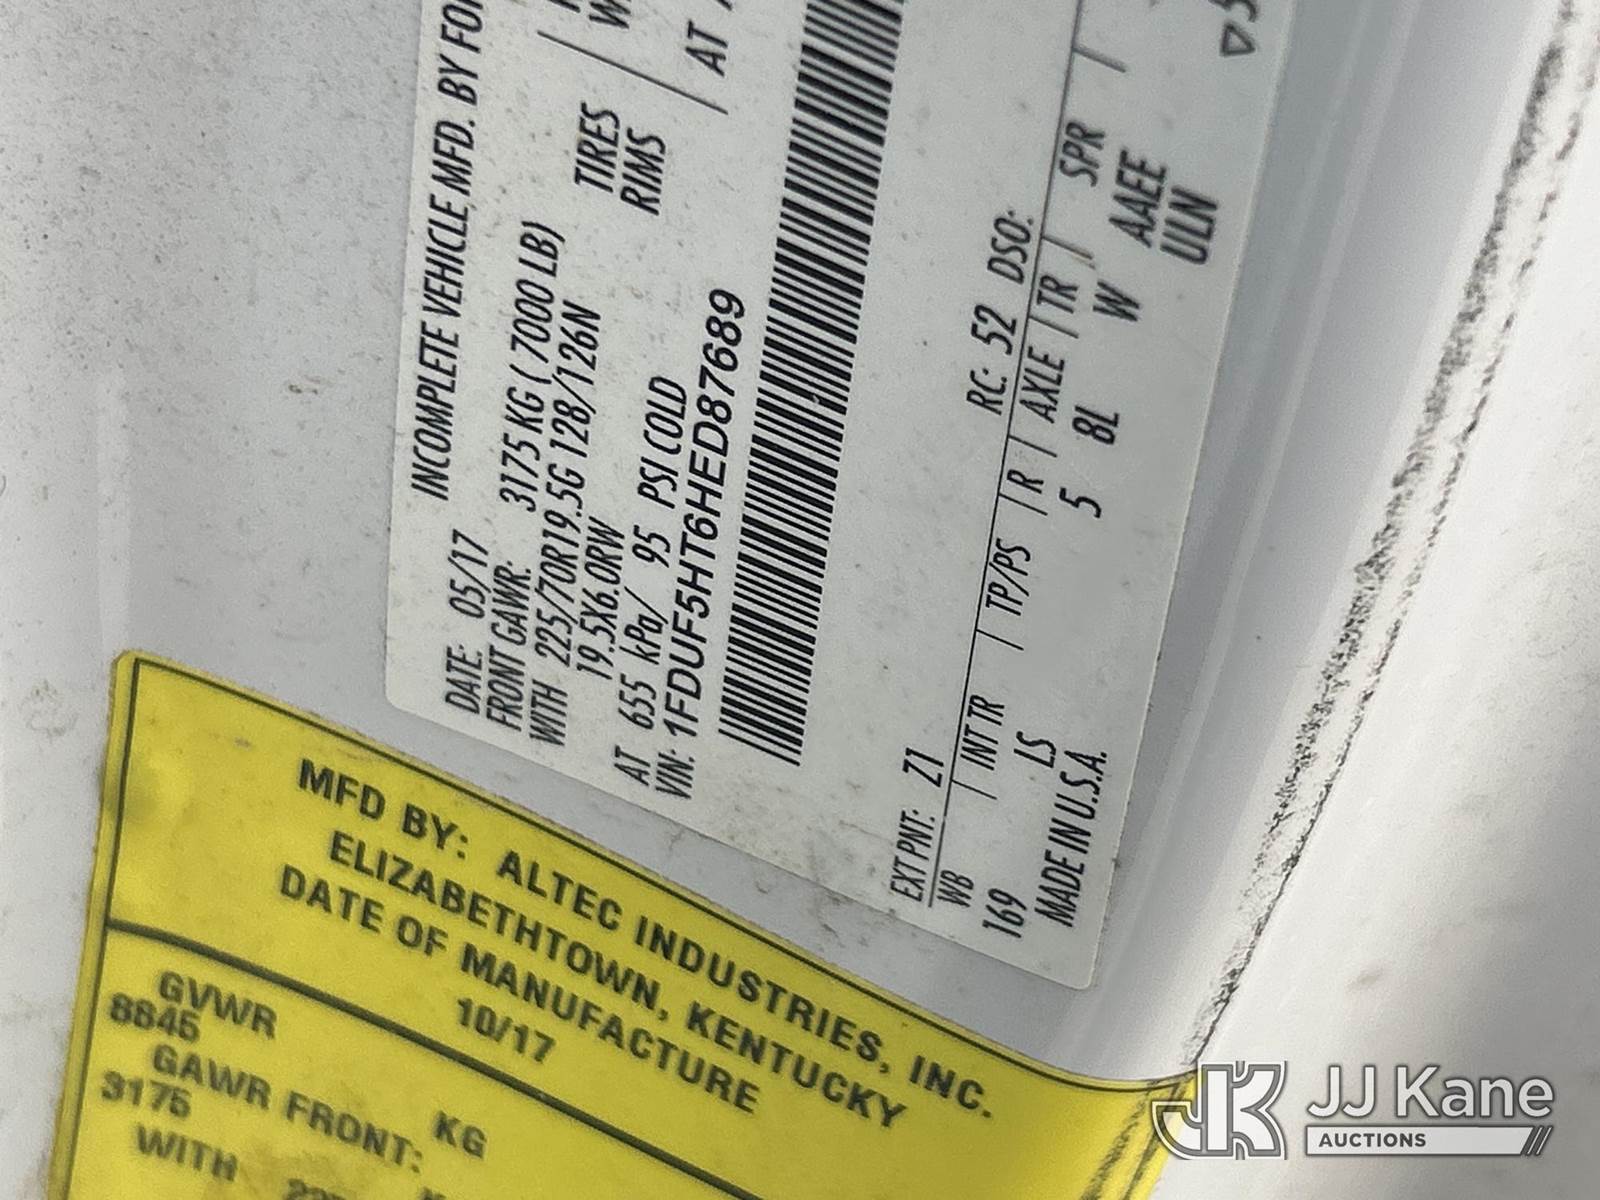 INCOMPLETE VEHICLE MFD. BY FO
DATE: 05/17
FRONT GAWR: 3175 KG ( 7000 LB)
WITH 225/70R19.5G 128/126N TIRES
19.5X6.0RW RIMS
AT 655 kPa/ 95 PSI COLD AT
VIN: 1FDUF5HT6HED87689
EXT PNT: Z1 RC: 52 DSO:
WB | INT TR | TP/PS | R | AXLE | TR | SPR |
169 LS 5 8L W AAEE
MADE IN U.S.A. ULN
MFD BY: ALTEC INDUSTRIES, INC.
ELIZABETHTOWN, KENTUCKY
DATE OF MANUFACTURE
10/17
GVWR
8845 KG
GAWR FRONT:
3175
WITH
JK JJ Kane
AUCTIONS